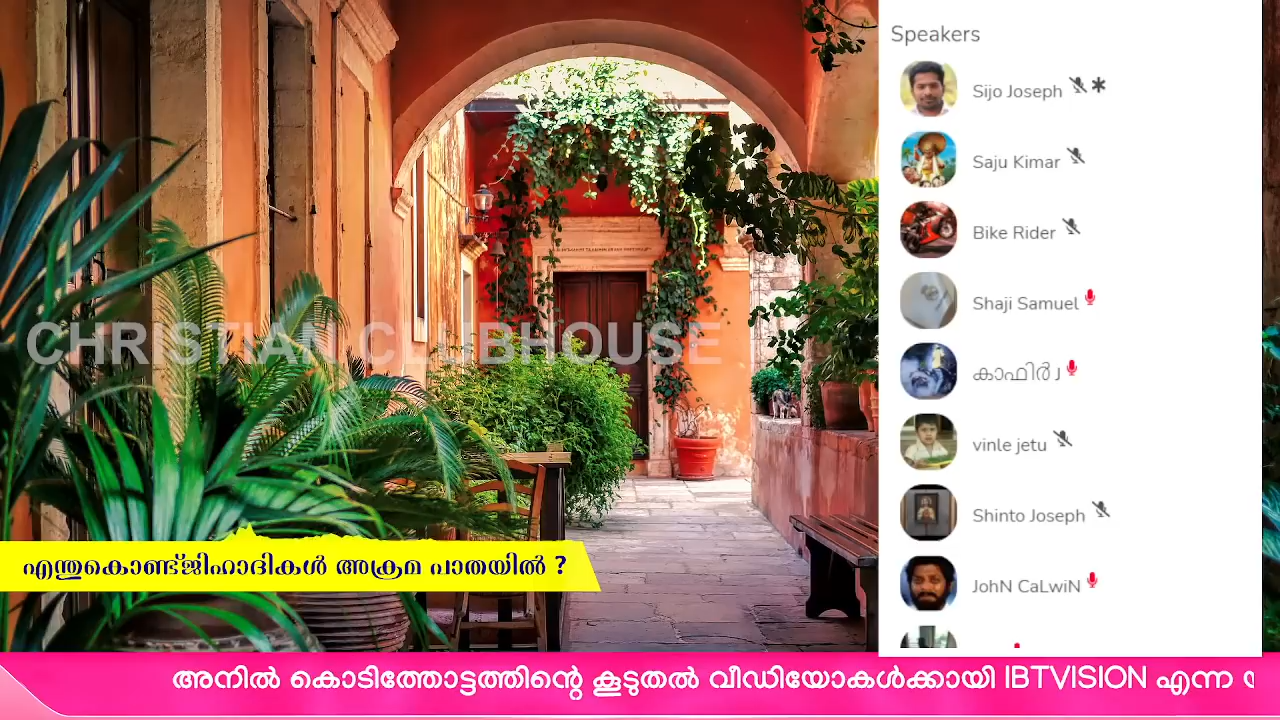 Speakers
Sijo Joseph
Saju Kimar
Bike Rider
Shaji Samuel
കാഫിർ J
vinle jetu
Shinto Joseph
JohN CaLwiN
CHRISTIAN CLUBHOUSE
എന്തുകൊണ്ട്ജിഹാദികൾ അക്രമ പാതയിൽ ?
അനിൽ കൊടിത്തോട്ടത്തിന്റെ കൂടുതൽ വീഡിയോകൾക്കായി IBTVISION എന്ന